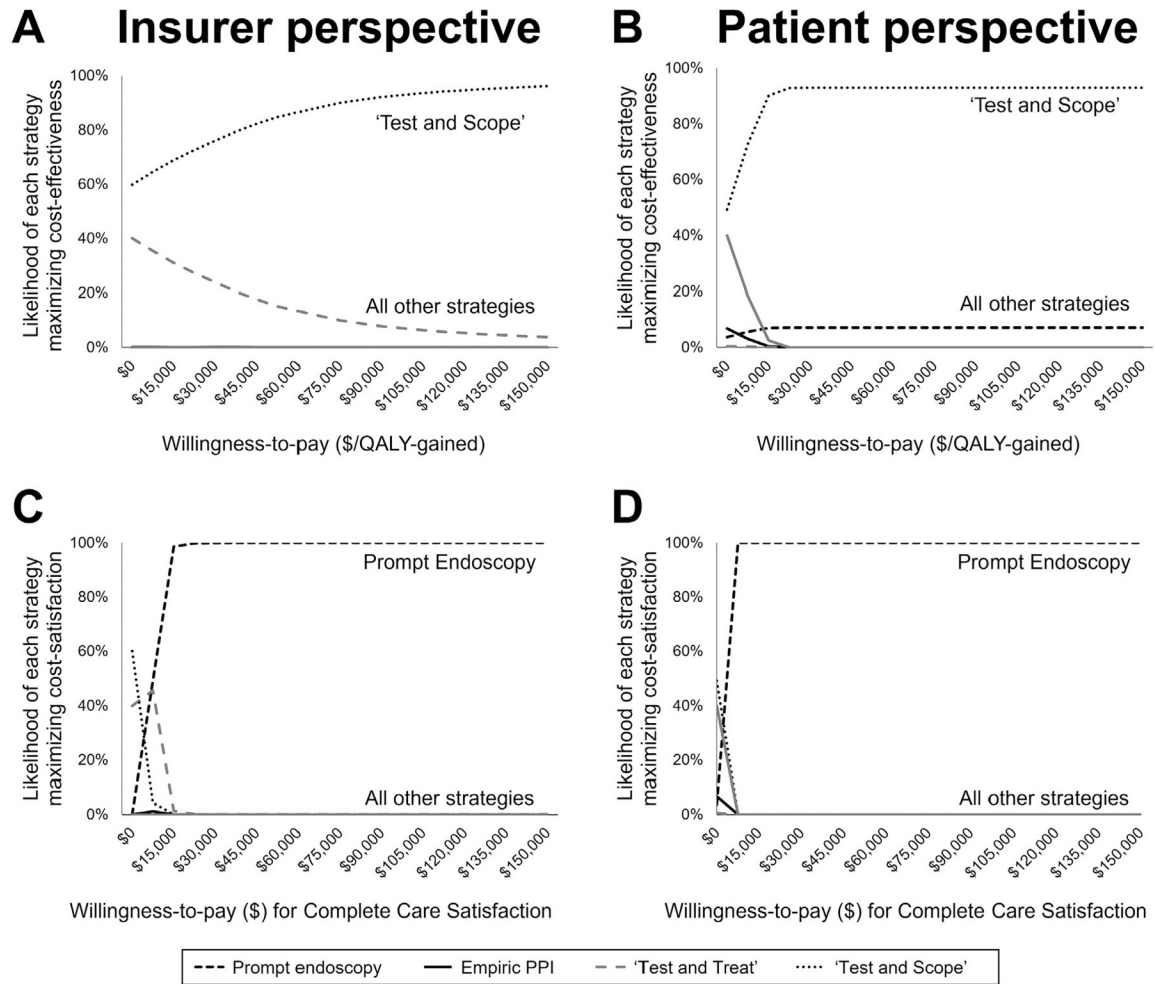 A Insurer perspective
Likelihood of each strategy
maximizing cost-effectiveness
100%
80%
60%
40%
20%
0%
'Test and Scope'
All other strategies
$0
$15,000
$30,000
$45,000
$60,000
$75,000
$90,000
$105,000
$120,000
$135,000
$150,000
Willingness-to-pay ($/QALY-gained)
B Patient perspective
Likelihood of each strategy
maximizing cost-effectiveness
100%
80%
60%
40%
20%
0%
'Test and Scope'
All other strategies
$0
$15,000
$30,000
$45,000
$60,000
$75,000
$90,000
$105,000
$120,000
$135,000
$150,000
Willingness-to-pay ($/QALY-gained)
C
Likelihood of each strategy
maximizing cost-satisfaction
100%
80%
60%
40%
20%
0%
Prompt Endoscopy
All other strategies
$0
$15,000
$30,000
$45,000
$60,000
$75,000
$90,000
$105,000
$120,000
$135,000
$150,000
Willingness-to-pay ($) for Complete Care Satisfaction
D
Likelihood of each strategy
maximizing cost-satisfaction
100%
80%
60%
40%
20%
0%
Prompt Endoscopy
All other strategies
$0
$15,000
$30,000
$45,000
$60,000
$75,000
$90,000
$105,000
$120,000
$135,000
$150,000
Willingness-to-pay ($) for Complete Care Satisfaction
Prompt endoscopy Empiric PPI 'Test and Treat' 'Test and Scope'